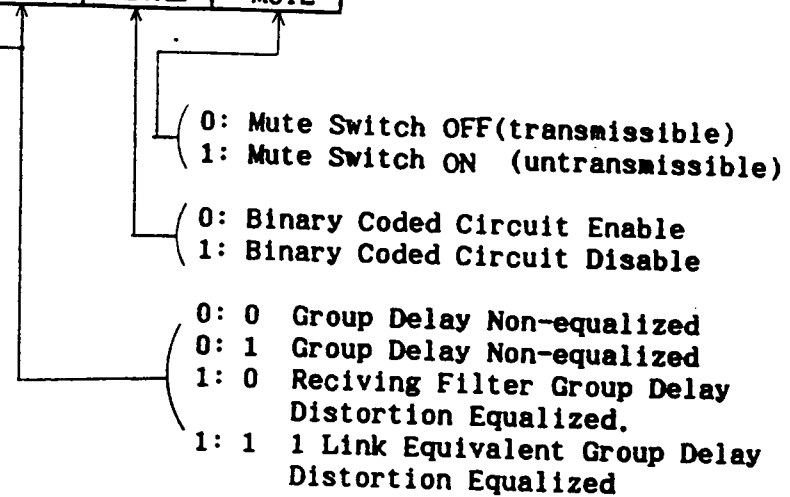 0: Mute Switch OFF(transmissible)
1: Mute Switch ON (untransmissible)
0: Binary Coded Circuit Enable
1: Binary Coded Circuit Disable
0: 0 Group Delay Non-equalized
0: 1 Group Delay Non-equalized
1: 0 Reciving Filter Group Delay
Distortion Equalized.
1: 1 1 Link Equivalent Group Delay
Distortion Equalized